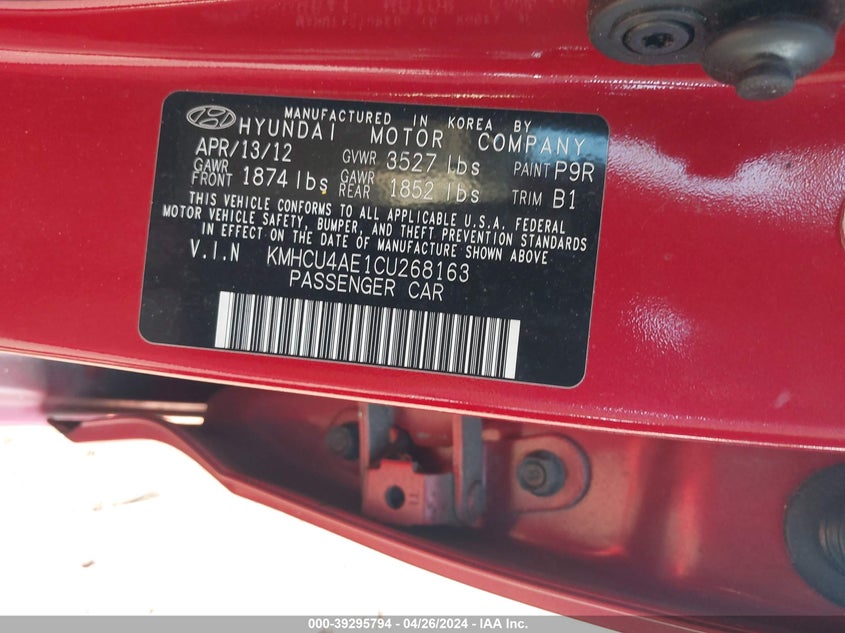 MANUFACTURED IN KOREA BY
HYUNDAI MOTOR COMPANY
APR/13/12 GVWR 3527 lbs PAINT P9R
GAWR FRONT 1874 lbs GAWR REAR 1852 lbs TRIM B1
THIS VEHICLE CONFORMS TO ALL APPLICABLE U.S.A. FEDERAL
MOTOR VEHICLE SAFETY, BUMPER, AND THEFT PREVENTION STANDARDS
IN EFFECT ON THE DATE OF MANUFACTURE SHOWN ABOVE
V.I.N KMHCU4AE1CU268163
PASSENGER CAR
000-39295794 - 04/26/2024 - IAA Inc.